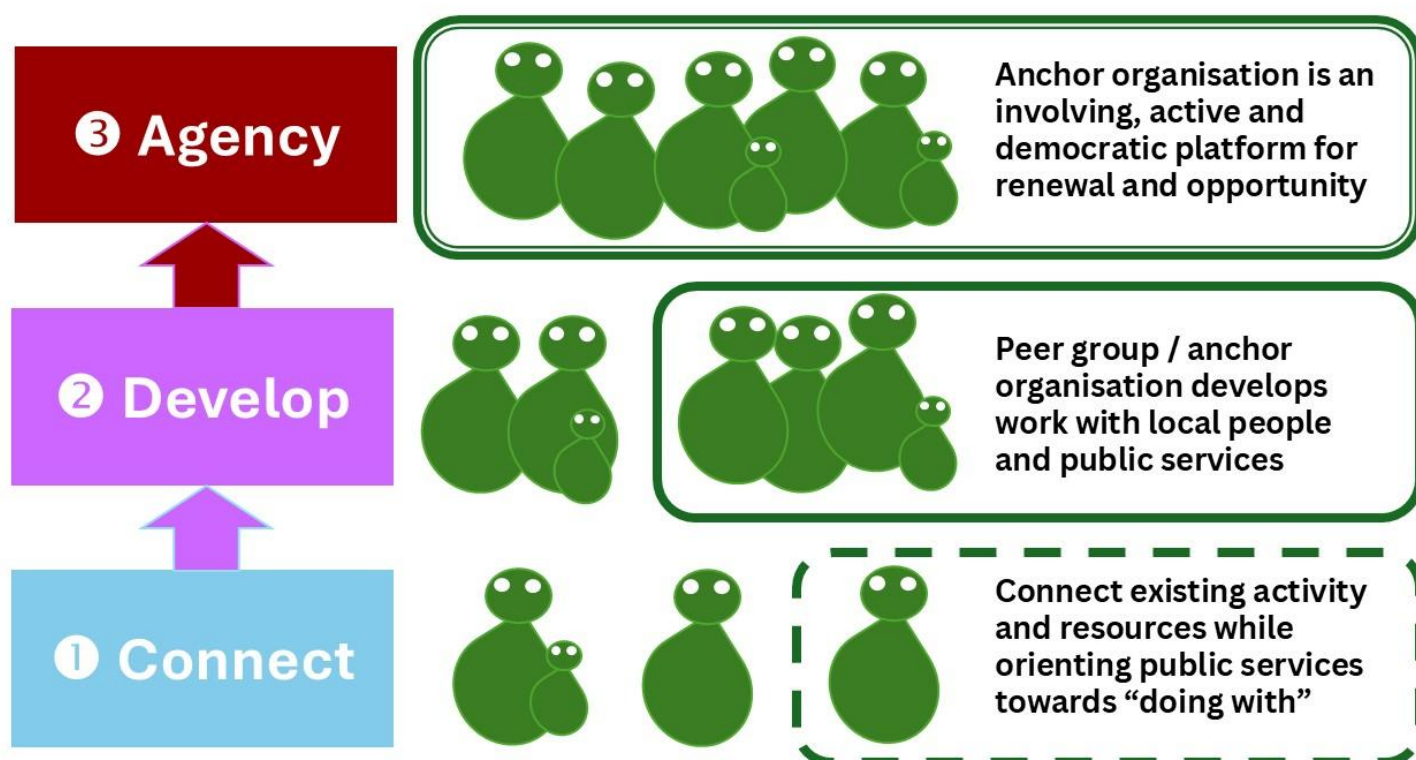 ❸ Agency
Anchor organisation is an
involving, active and
democratic platform for
renewal and opportunity
❷ Develop
Peer group / anchor
organisation develops
work with local people
and public services
❶ Connect
Connect existing activity
and resources while
orienting public services
towards “doing with”